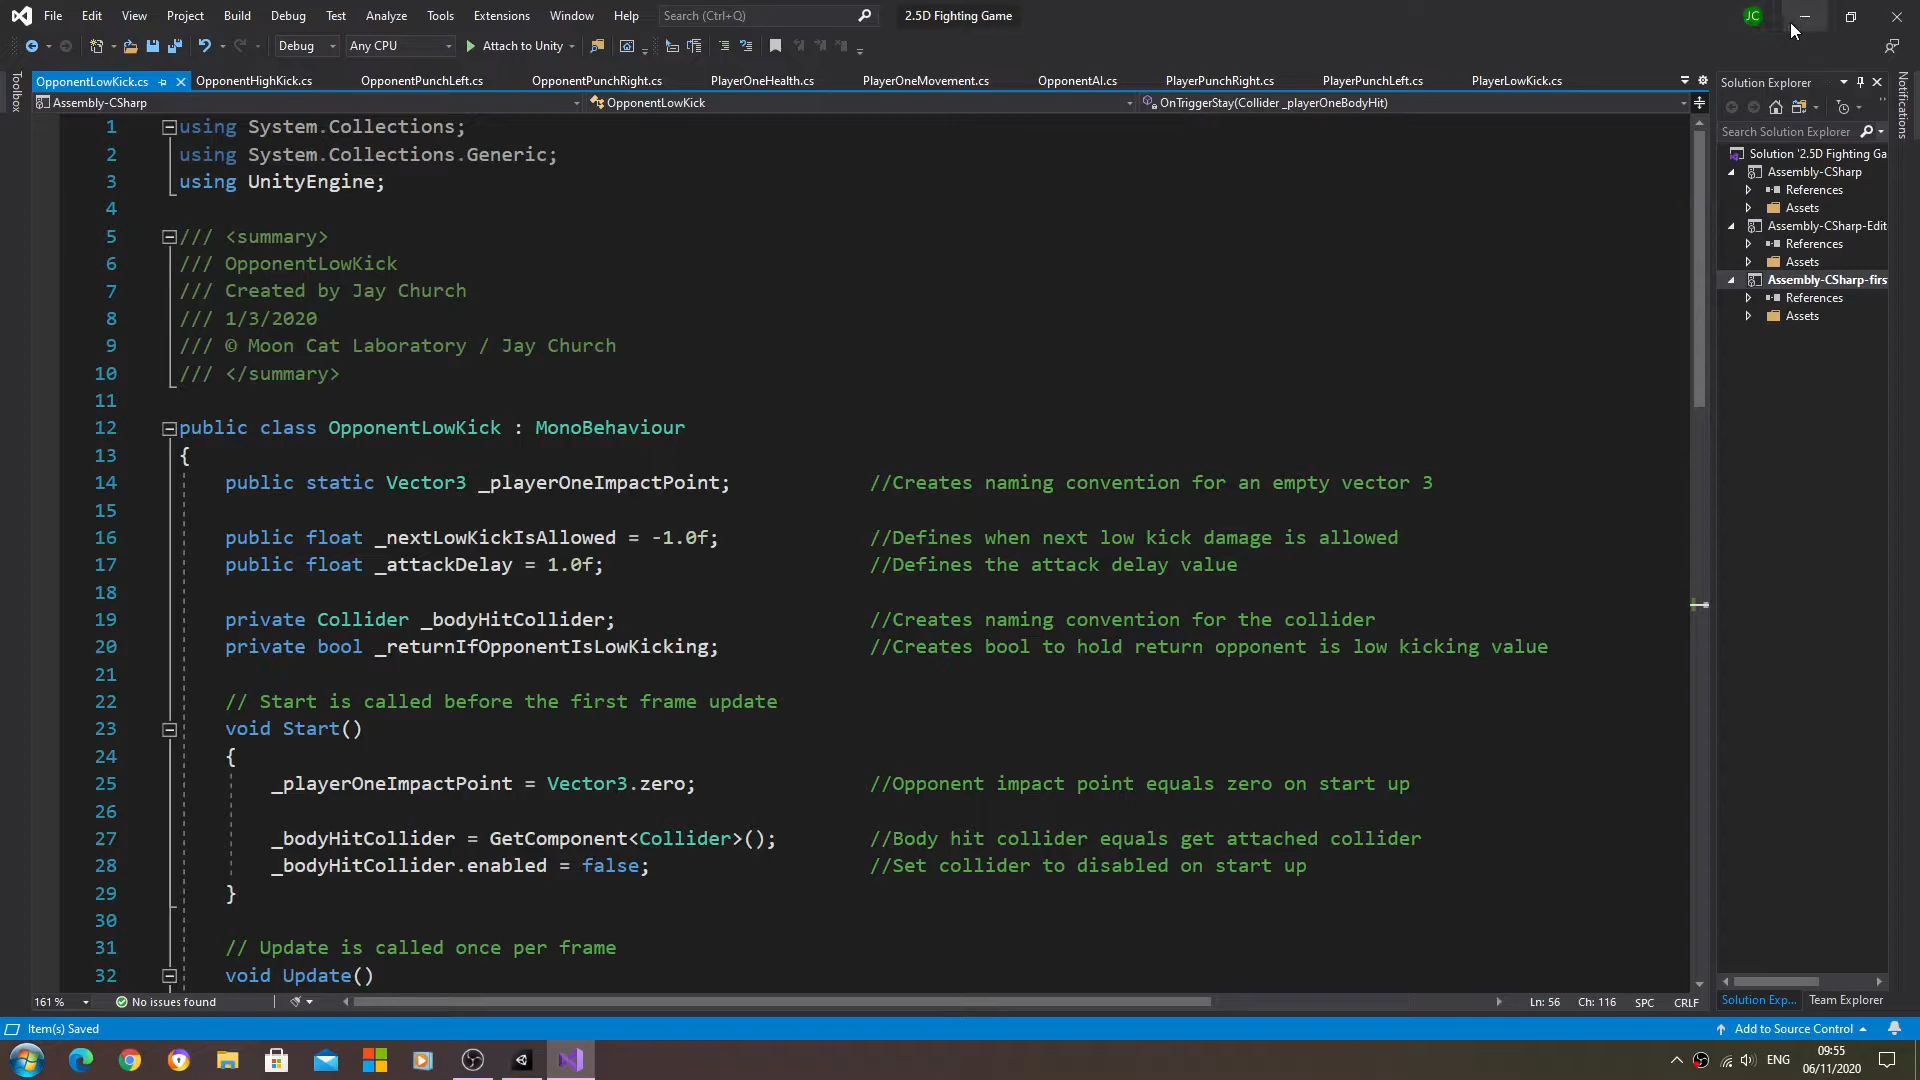 File Edit View Project Build Debug Test Analyze Tools Extensions Window Help Search (Ctrl+Q) 2.5D Fighting Game JC
Debug Any CPU Attach to Unity
OpponentLowKick.cs OpponentHighKick.cs OpponentPunchLeft.cs OpponentPunchRight.cs PlayerOneHealth.cs PlayerOneMovement.cs OpponentAI.cs PlayerPunchRight.cs PlayerPunchLeft.cs PlayerLowKick.cs
Toolbox
Assembly-CSharp OpponentLowKick OnTriggerStay(Collider _playerOneBodyHit)
1 using System.Collections;
2 using System.Collections.Generic;
3 using UnityEngine;
4
5 /// <summary>
6 /// OpponentLowKick
7 /// Created by Jay Church
8 /// 1/3/2020
9 /// © Moon Cat Laboratory / Jay Church
10 /// </summary>
11
12 public class OpponentLowKick : MonoBehaviour
13 {
14 public static Vector3 _playerOneImpactPoint; //Creates naming convention for an empty vector 3
15
16 public float _nextLowKickIsAllowed = -1.0f; //Defines when next low kick damage is allowed
17 public float _attackDelay = 1.0f; //Defines the attack delay value
18
19 private Collider _bodyHitCollider; //Creates naming convention for the collider
20 private bool _returnIfOpponentIsLowKicking; //Creates bool to hold return opponent is low kicking value
21
22 // Start is called before the first frame update
23 void Start()
24 {
25 _playerOneImpactPoint = Vector3.zero; //Opponent impact point equals zero on start up
26
27 _bodyHitCollider = GetComponent<Collider>(); //Body hit collider equals get attached collider
28 _bodyHitCollider.enabled = false; //Set collider to disabled on start up
29 }
30
31 // Update is called once per frame
32 void Update()
161 % No issues found Ln: 56 Ch: 116 SPC CRLF
Solution Explorer
Search Solution Explorer
Solution '2.5D Fighting Ga
Assembly-CSharp
References
Assets
Assembly-CSharp-Edit
References
Assets
Assembly-CSharp-firs
References
Assets
Solution Exp... Team Explorer
Notifications
Item(s) Saved Add to Source Control
ENG
09:55
06/11/2020